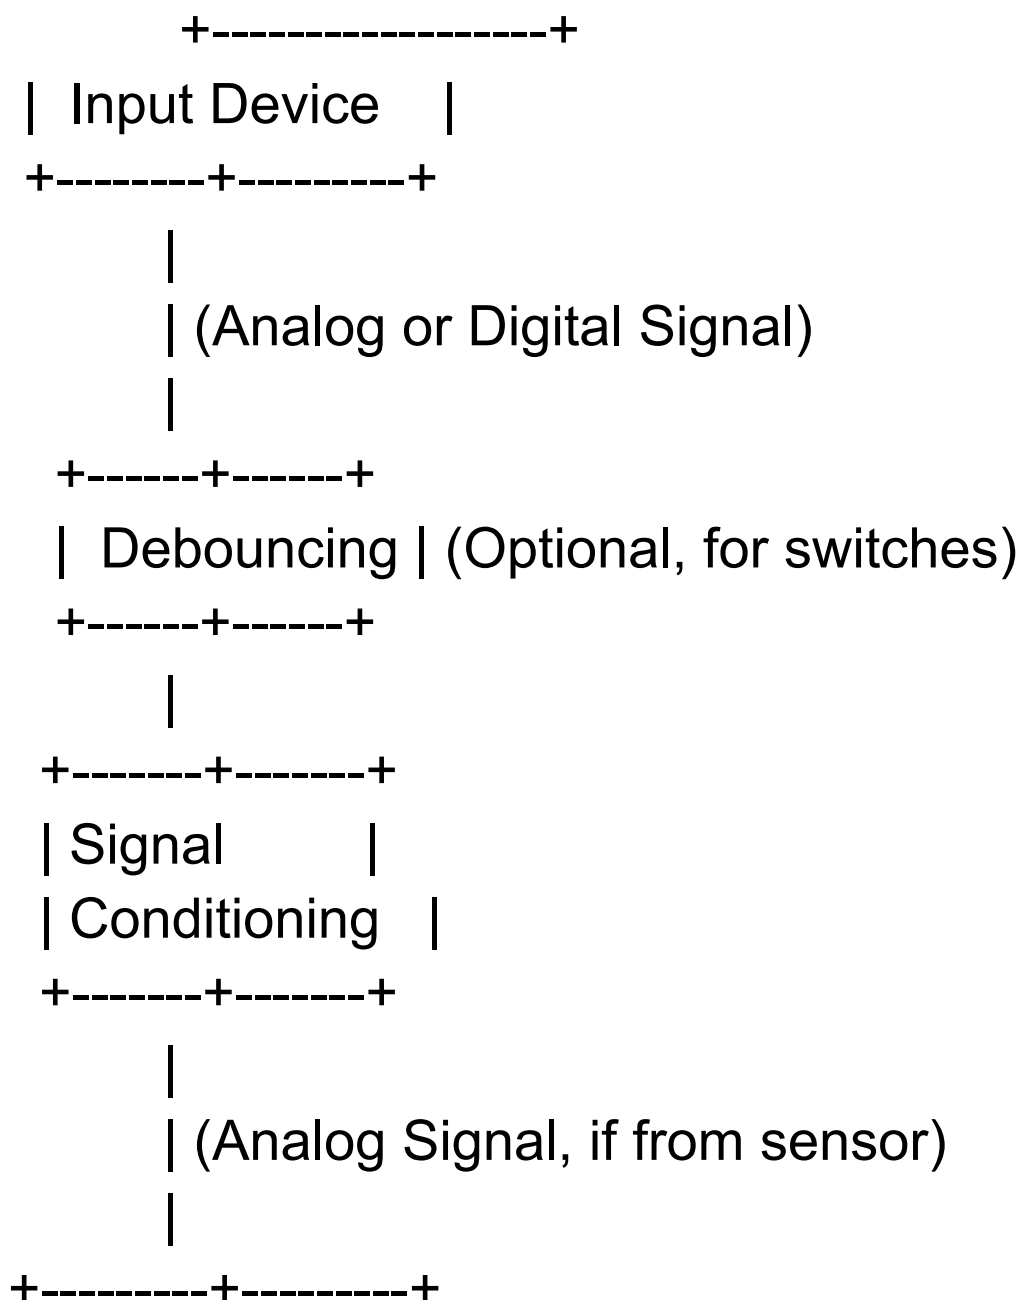 +------------------+
| Input Device |
+--------+---------+
|
| (Analog or Digital Signal)
|
+------+------+
| Debouncing | (Optional, for switches)
+------+------+
|
+-------+-------+
| Signal |
| Conditioning |
+-------+-------+
|
| (Analog Signal, if from sensor)
|
+---------+---------+